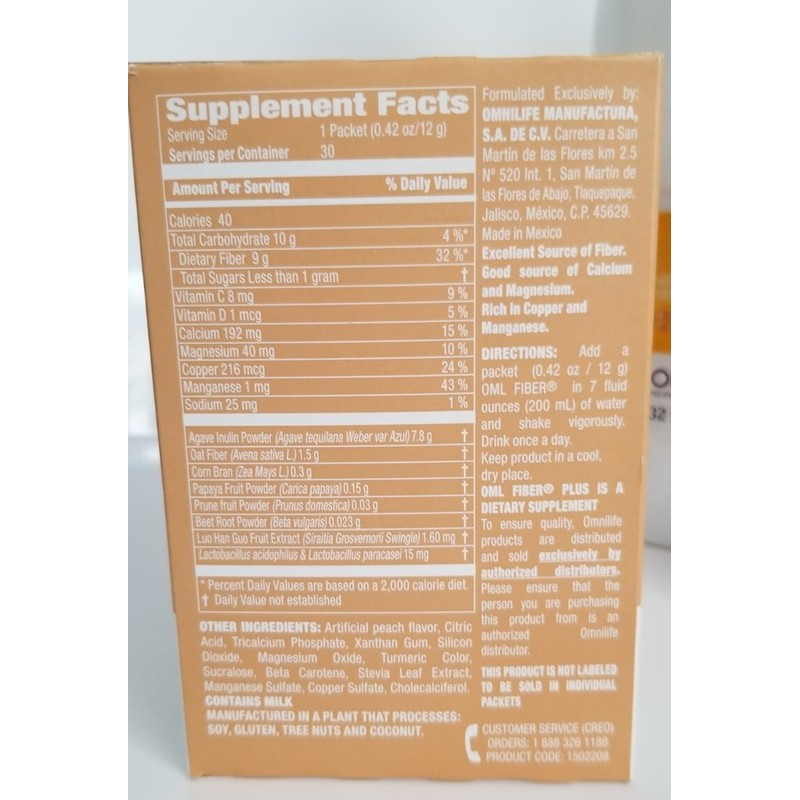 Supplement Facts
Serving Size 1 Packet (0.42 oz/12 g)
Servings per Container 30
Amount Per Serving % Daily Value
Calories 40
Total Carbohydrate 10 g 4 %*
Dietary Fiber 9 g 32 %*
Total Sugars Less than 1 gram †
Vitamin C 8 mg 9 %
Vitamin D 1 mcg 5 %
Calcium 192 mg 15 %
Magnesium 40 mg 10 %
Copper 216 mcg 24 %
Manganese 1 mg 43 %
Sodium 25 mg 1 %
Agave Inulin Powder (Agave tequilana Weber var Azul) 7.8 g †
Oat Fiber (Avena sativa L.) 1.5 g †
Corn Bran (Zea Mays L.) 0.3 g †
Papaya Fruit Powder (Carica papaya) 0.15 g †
Prune fruit Powder (Prunus domestica) 0.03 g †
Beet Root Powder (Beta vulgaris) 0.023 g †
Luo Han Guo Fruit Extract (Siraitia Grosvernorii Swingle) 1.60 mg †
Lactobacillus acidophilus & Lactobacillus paracasei 15 mg †
* Percent Daily Values are based on a 2,000 calorie diet.
† Daily Value not established
OTHER INGREDIENTS: Artificial peach flavor, Citric
Acid, Tricalcium Phosphate, Xanthan Gum, Silicon
Dioxide, Magnesium Oxide, Turmeric Color,
Sucralose, Beta Carotene, Stevia Leaf Extract,
Manganese Sulfate, Copper Sulfate, Cholecalciferol.
CONTAINS MILK
MANUFACTURED IN A PLANT THAT PROCESSES:
SOY, GLUTEN, TREE NUTS AND COCONUT.
Formulated Exclusively by:
OMNILIFE MANUFACTURA,
S.A. DE C.V. Carretera a San
Martín de las Flores km 2.5
N° 520 Int. 1, San Martín de
las Flores de Abajo, Tlaquepaque,
Jalisco, México, C.P. 45629.
Made in Mexico
Excellent Source of Fiber.
Good source of Calcium
and Magnesium.
Rich in Copper and
Manganese.
DIRECTIONS: Add a
packet (0.42 oz / 12 g)
OML FIBER® in 7 fluid
ounces (200 mL) of water
and shake vigorously.
Drink once a day.
Keep product in a cool,
dry place.
OML FIBER® PLUS IS A
DIETARY SUPPLEMENT
To ensure quality, Omnilife
products are distributed
and sold exclusively by
authorized distributors.
Please ensure that the
person you are purchasing
this product from is an
authorized Omnilife
distributor.
THIS PRODUCT IS NOT LABELED
TO BE SOLD IN INDIVIDUAL
PACKETS
CUSTOMER SERVICE (CREO)
ORDERS: 1 888 326 1188
PRODUCT CODE: 1502208
O
32